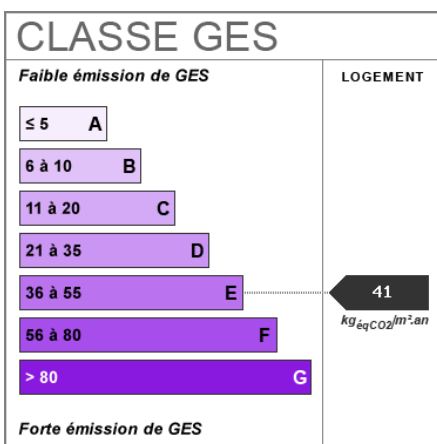 CLASSE GES
Faible émission de GES
LOGEMENT
≤ 5 A
6 à 10 B
11 à 20 C
21 à 35 D
36 à 55 E
41
kgéqCO2/m².an
56 à 80 F
> 80 G
Forte émission de GES